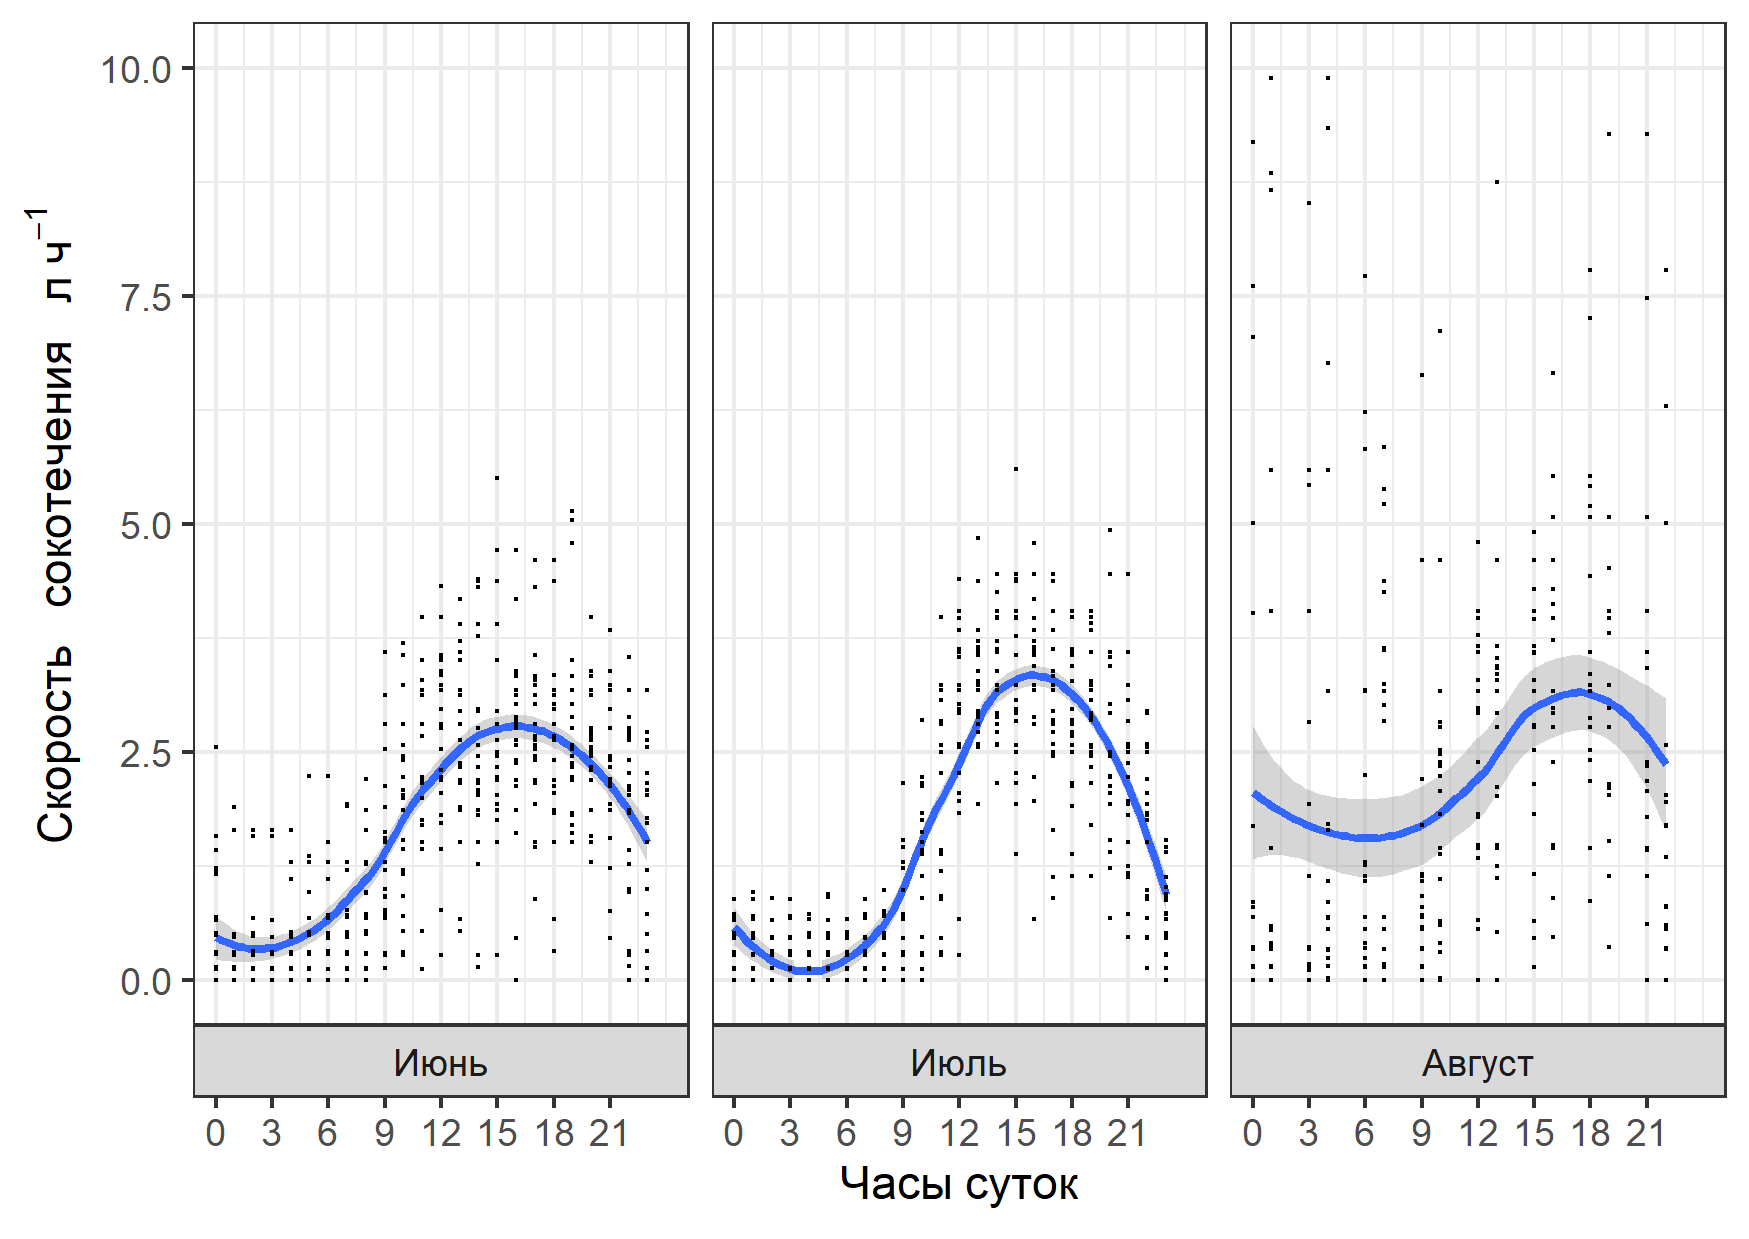 Скорость сокотечения л ч⁻¹
10.0
7.5
5.0
2.5
0.0
Июнь Июль Август
0 3 6 9 12 15 18 21 0 3 6 9 12 15 18 21 0 3 6 9 12 15 18 21
Часы суток